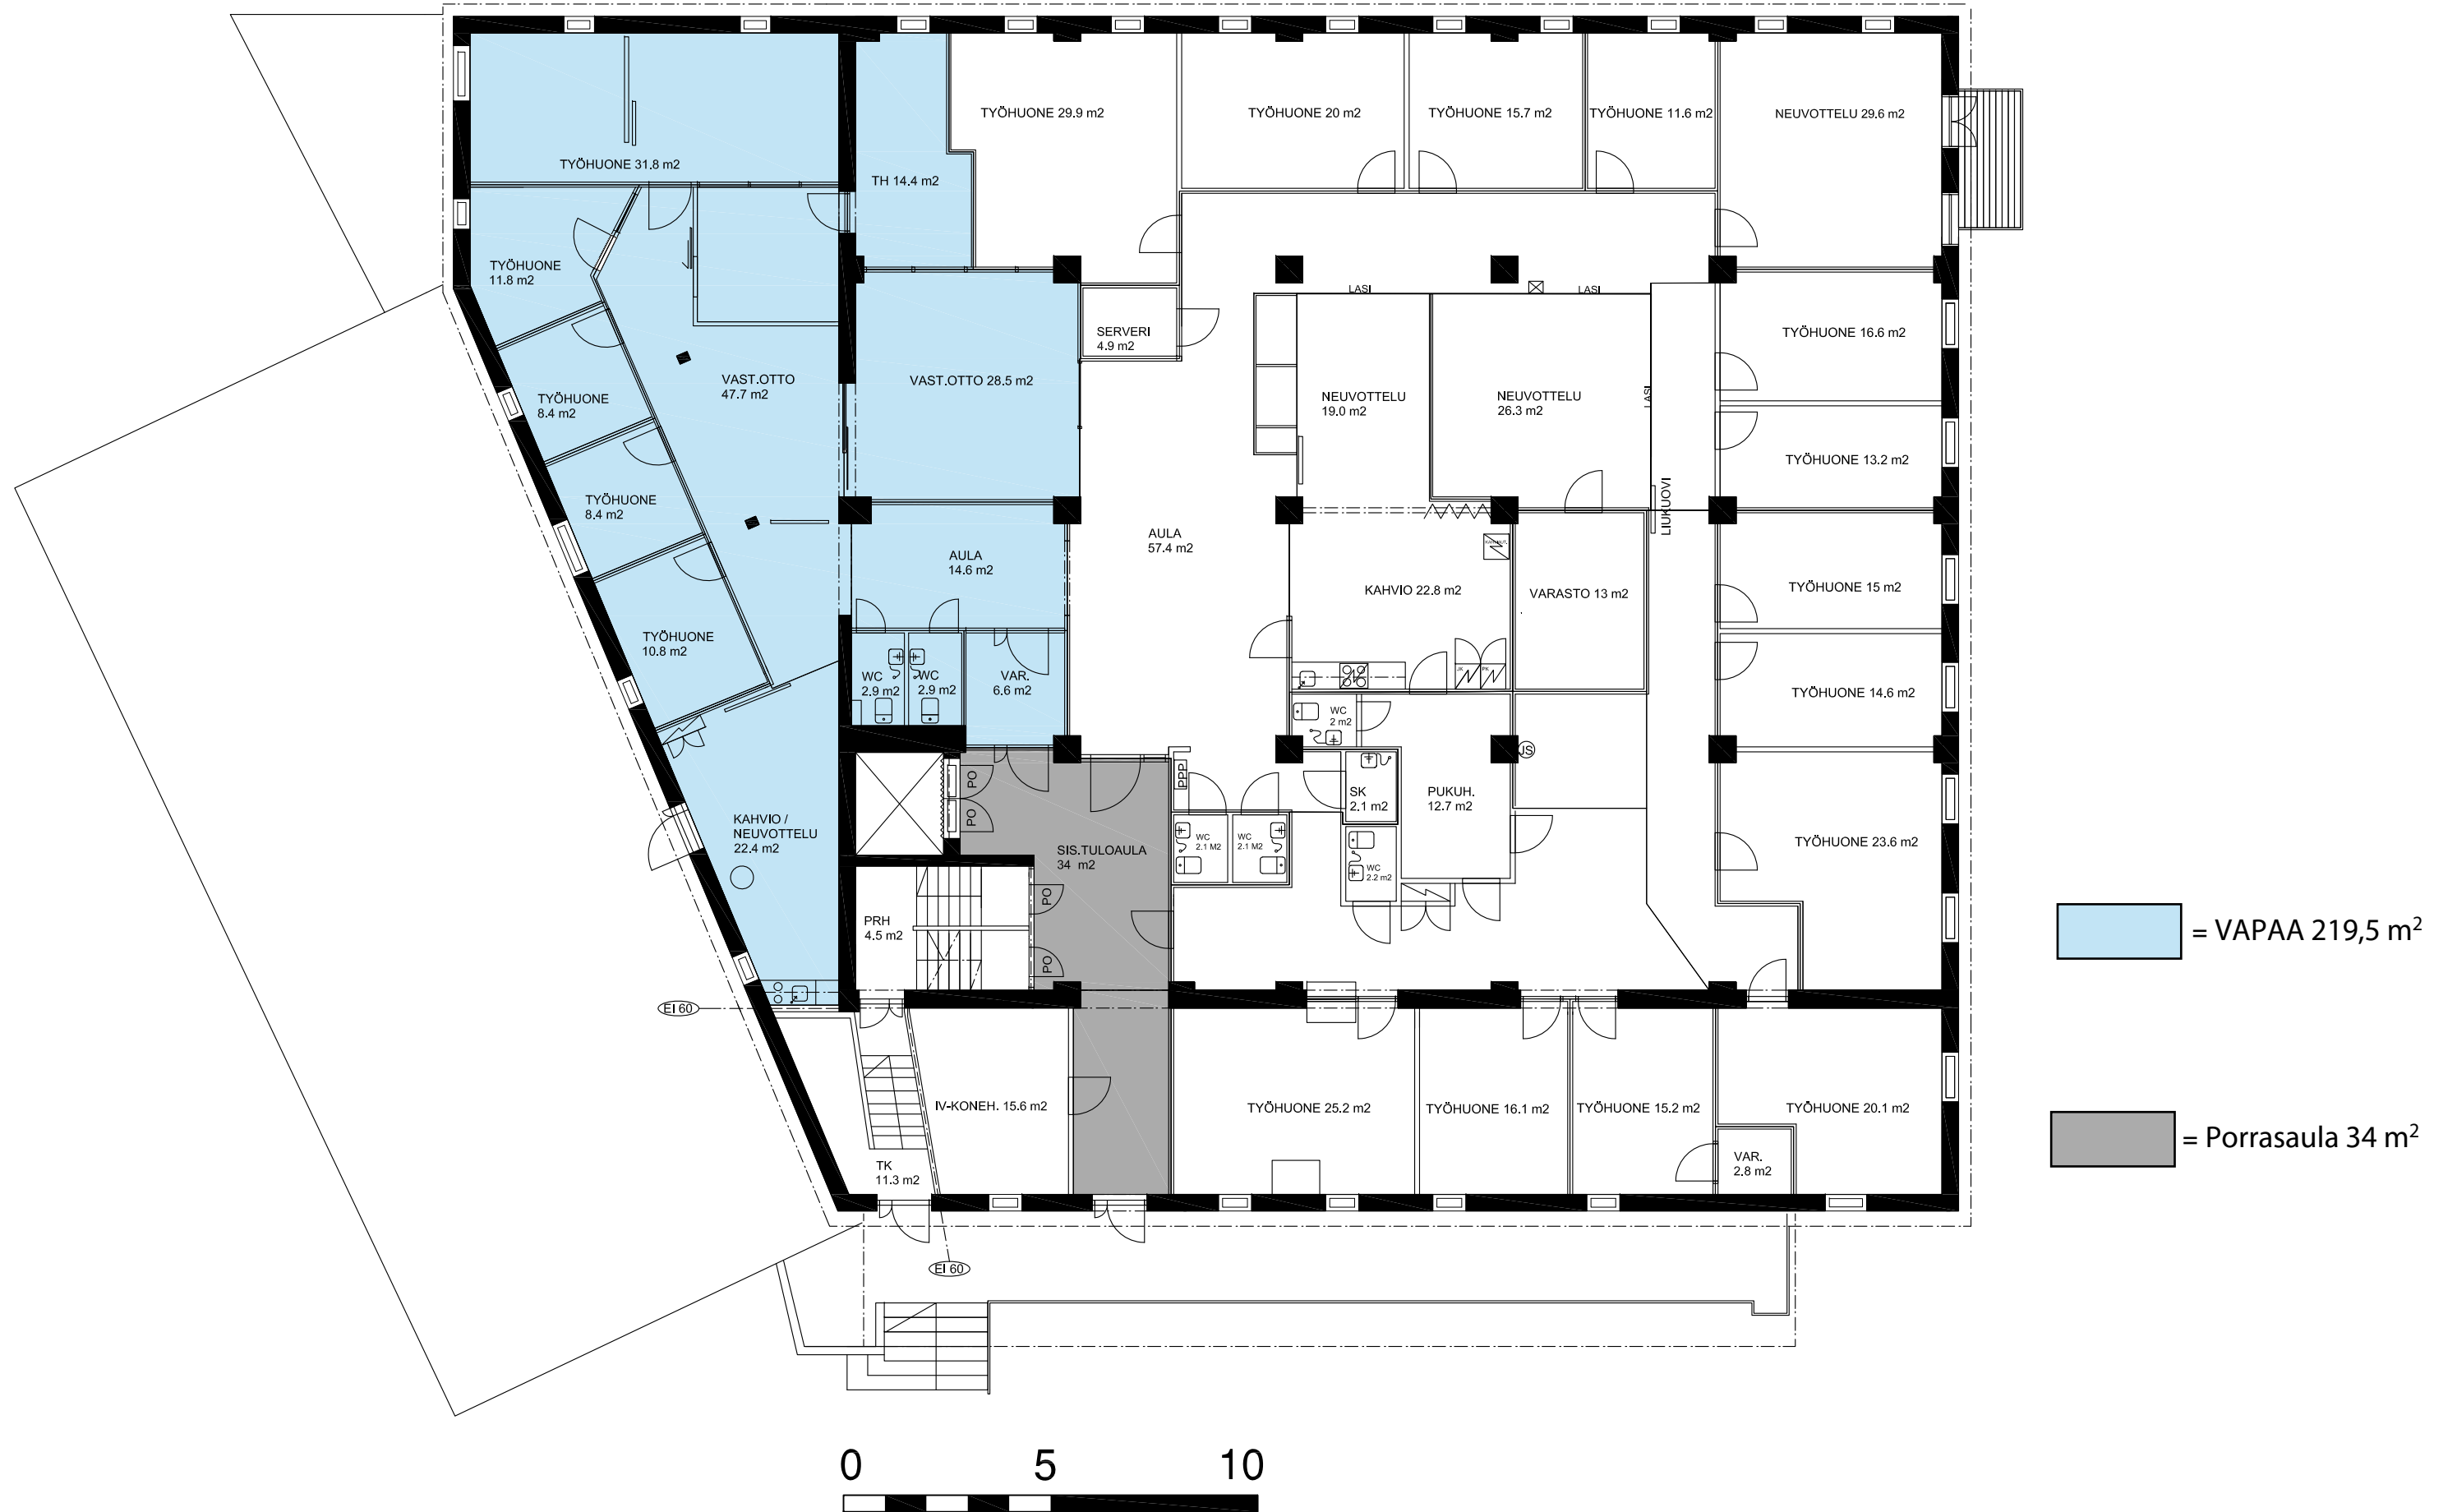 TYÖHUONE 29.9 m2
TYÖHUONE 20 m2
TYÖHUONE 15.7 m2
TYÖHUONE 11.6 m2
NEUVOTTELU 29.6 m2
TYÖHUONE 31.8 m2
TH 14.4 m2
TYÖHUONE
11.8 m2
LASI
LASI
SERVERI
4.9 m2
TYÖHUONE 16.6 m2
VAST.OTTO
47.7 m2
VAST.OTTO 28.5 m2
NEUVOTTELU
19.0 m2
NEUVOTTELU
26.3 m2
LASI
TYÖHUONE
8.4 m2
TYÖHUONE 13.2 m2
TYÖHUONE
8.4 m2
LIUKUOVI
AULA
57.4 m2
AULA
14.6 m2
KAHVIO 22.8 m2
VARASTO 13 m2
TYÖHUONE 15 m2
TYÖHUONE
10.8 m2
WC
2.9 m2
WC
2.9 m2
VAR.
6.6 m2
JK
PK
TYÖHUONE 14.6 m2
WC
2 m2
JS
PO
PO
PPP
SK
2.1 m2
PUKUH.
12.7 m2
KAHVIO /
NEUVOTTELU
22.4 m2
SIS.TULOAULA
34 m2
WC
2.1 M2
WC
2.1 M2
WC
2.2 m2
TYÖHUONE 23.6 m2
PRH
4.5 m2
PO
PO
= VAPAA 219,5 m²
EI 60
IV-KONEH. 15.6 m2
TYÖHUONE 25.2 m2
TYÖHUONE 16.1 m2
TYÖHUONE 15.2 m2
TYÖHUONE 20.1 m2
= Porrasaula 34 m²
TK
11.3 m2
VAR.
2.8 m2
EI 60
0 5 10